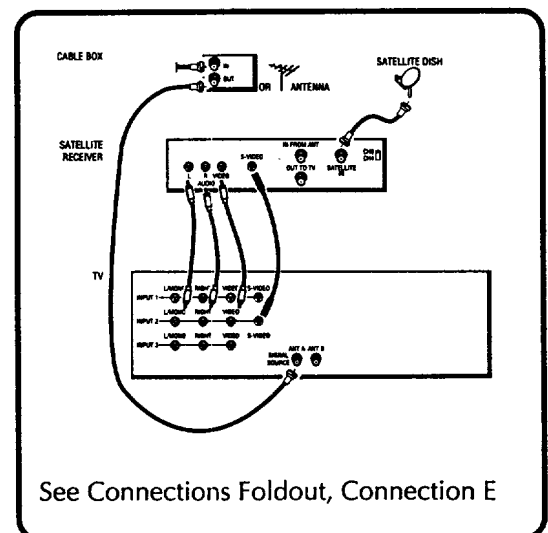 CABLE BOX
IN
OUT
OR ANTENNA
SATELLITE DISH
SATELLITE
RECEIVER
IN FROM ANT
S-VIDEO
L R VIDEO
AUDIO
OUT TO TV
SATELLITE
IN
CH3
CH4
TV
L/MONO RIGHT VIDEO S-VIDEO
INPUT 1
L/MONO RIGHT VIDEO
INPUT 2
L/MONO RIGHT VIDEO S-VIDEO
INPUT 3
ANT A ANT B
SIGNAL
SOURCE
See Connections Foldout, Connection E